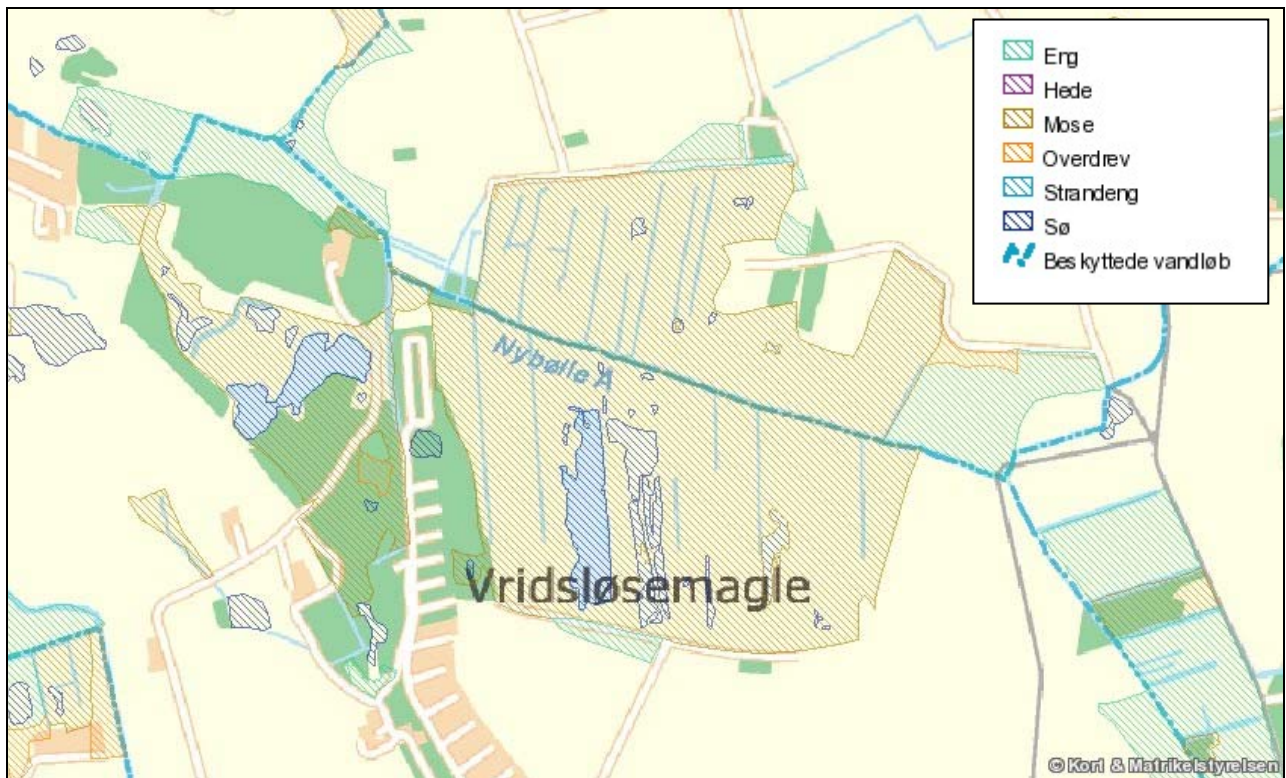 Eng
Hede
Mose
Overdrev
Strandeng
Sø
Beskyttede vandløb
Nybølle Å
Vridsløsemagle
© Kort & Matrikelstyrelsen